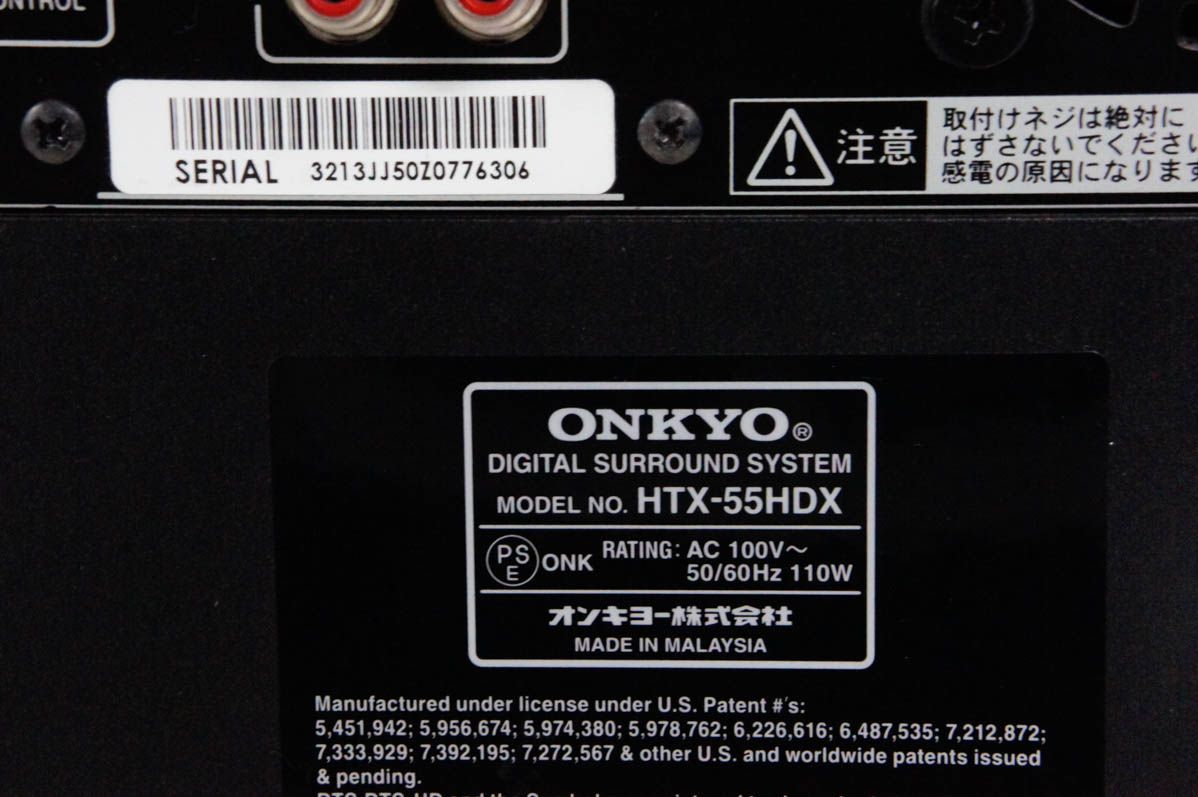 SERIAL 3213JJ50Z0776306
注意
取付けネジは絶対に
はずさないでください
感電の原因になります
ONKYO®
DIGITAL SURROUND SYSTEM
MODEL NO. HTX-55HDX
PS E ONK RATING: AC 100V～
50/60Hz 110W
オンキヨー株式会社
MADE IN MALAYSIA
Manufactured under license under U.S. Patent #'s:
5,451,942; 5,956,674; 5,974,380; 5,978,762; 6,226,616; 6,487,535; 7,212,872;
7,333,929; 7,392,195; 7,272,567 & other U.S. and worldwide patents issued
& pending.